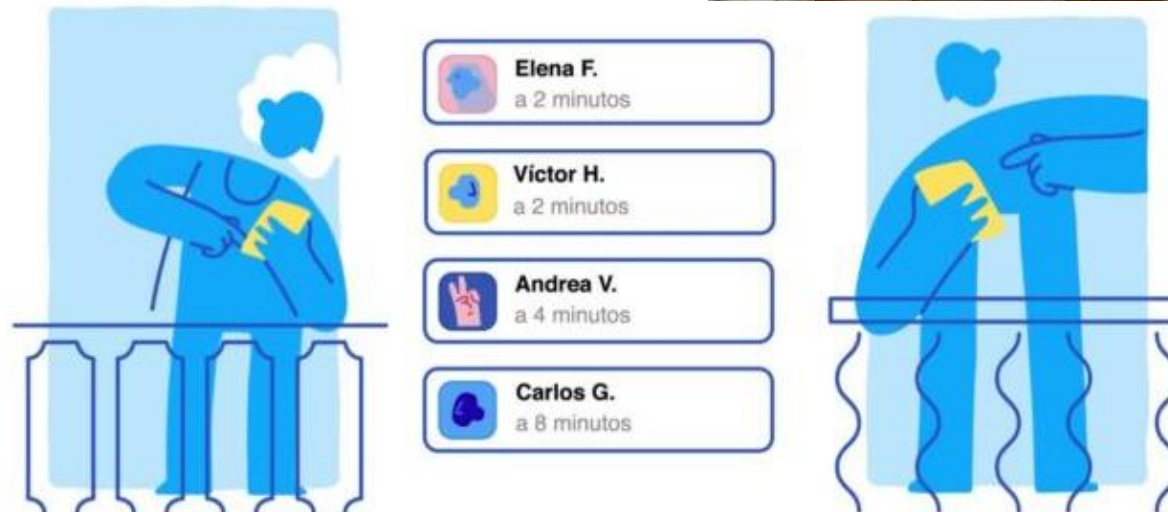 Elena F.
a 2 minutos
Víctor H.
a 2 minutos
Andrea V.
a 4 minutos
Carlos G.
a 8 minutos